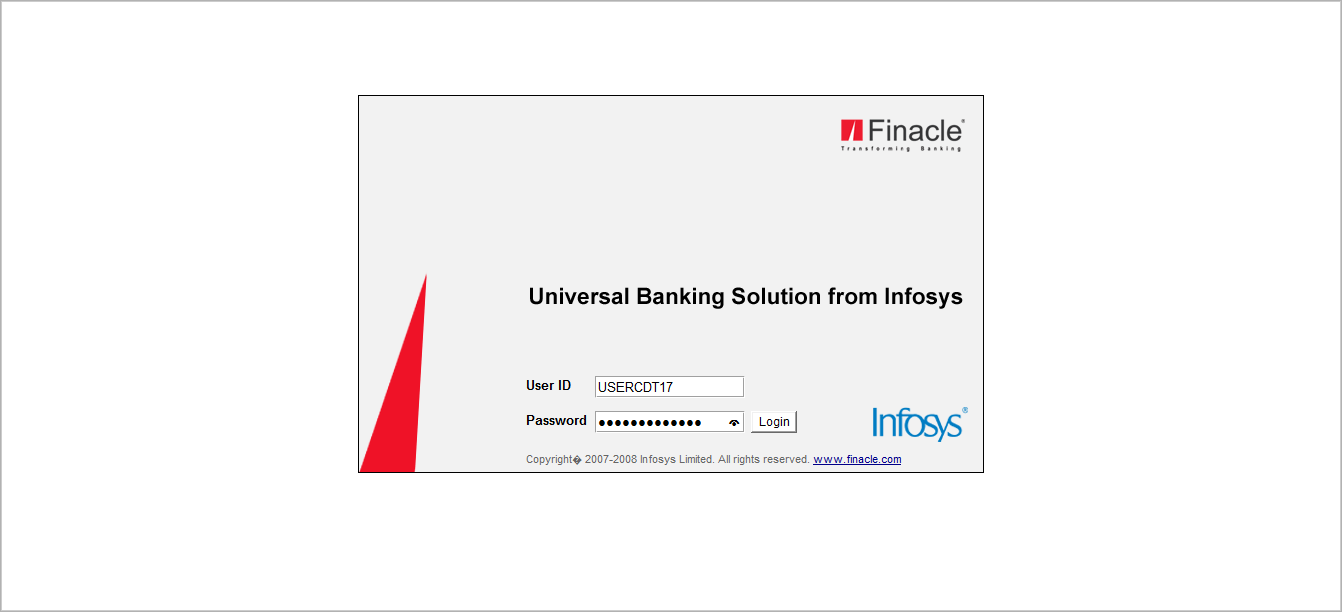 Finacle®
Transforming Banking
Universal Banking Solution from Infosys
User ID USERCDT17
Password ●●●●●●●●●●●●● Login
Infosys®
Copyright� 2007-2008 Infosys Limited. All rights reserved. www.finacle.com